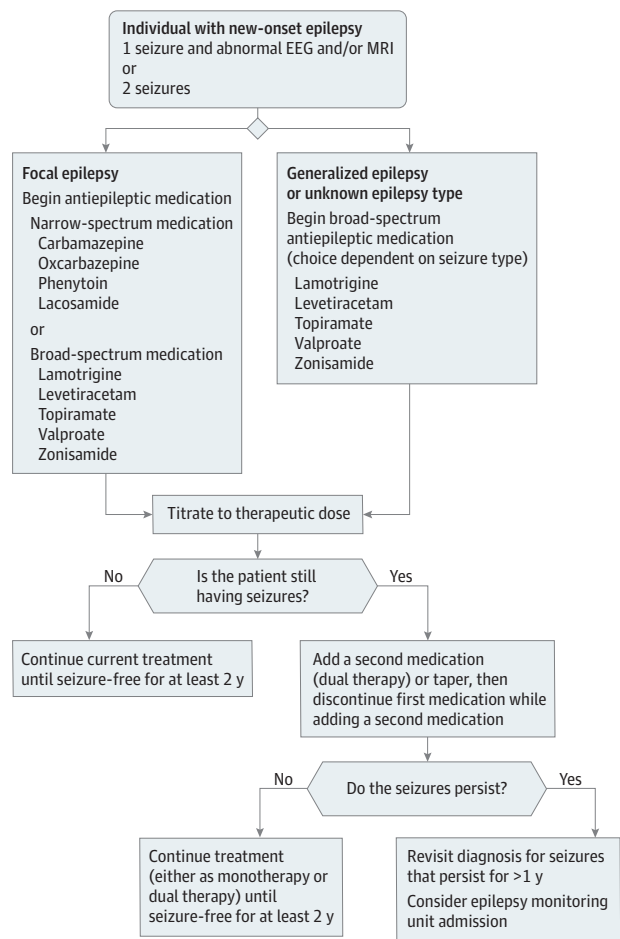 Individual with new-onset epilepsy
1 seizure and abnormal EEG and/or MRI
or
2 seizures
Focal epilepsy
Begin antiepileptic medication
Narrow-spectrum medication
Carbamazepine
Oxcarbazepine
Phenytoin
Lacosamide
or
Broad-spectrum medication
Lamotrigine
Levetiracetam
Topiramate
Valproate
Zonisamide
Generalized epilepsy
or unknown epilepsy type
Begin broad-spectrum
antiepileptic medication
(choice dependent on seizure type)
Lamotrigine
Levetiracetam
Topiramate
Valproate
Zonisamide
Titrate to therapeutic dose
Is the patient still
having seizures?
No
Yes
Continue current treatment
until seizure-free for at least 2 y
Add a second medication
(dual therapy) or taper, then
discontinue first medication while
adding a second medication
Do the seizures persist?
No
Yes
Continue treatment
(either as monotherapy or
dual therapy) until
seizure-free for at least 2 y
Revisit diagnosis for seizures
that persist for >1 y
Consider epilepsy monitoring
unit admission